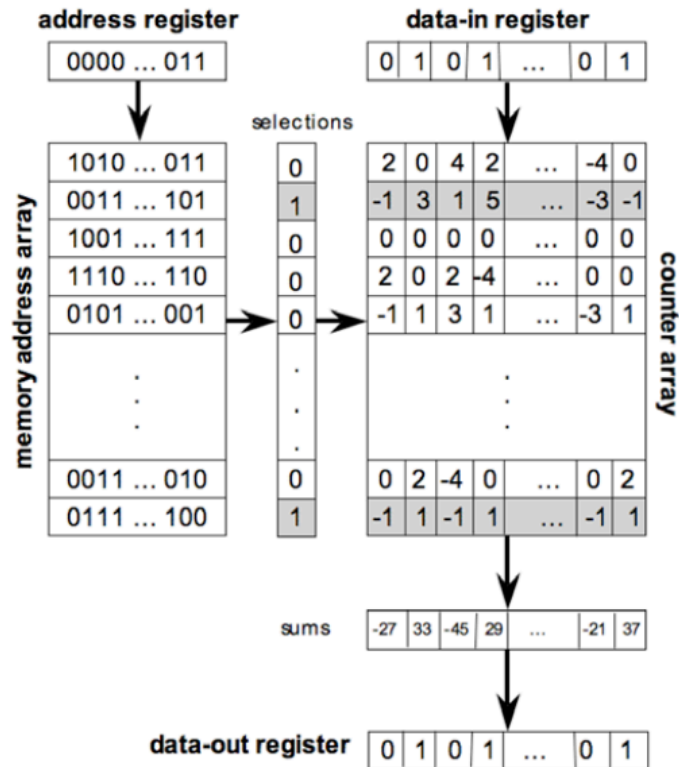 address register
data-in register
0000 ... 011
0 1 0 1 ... 0 1
selections
memory address array
counter array
1010 ... 011 0 2 0 4 2 ... -4 0
0011 ... 101 1 -1 3 1 5 ... -3 -1
1001 ... 111 0 0 0 0 0 ... 0 0
1110 ... 110 0 2 0 2 -4 ... 0 0
0101 ... 001 0 -1 1 3 1 ... -3 1
0011 ... 010 0 0 2 -4 0 ... 0 2
0111 ... 100 1 -1 1 -1 1 ... -1 1
sums -27 33 -45 29 ... -21 37
data-out register 0 1 0 1 ... 0 1